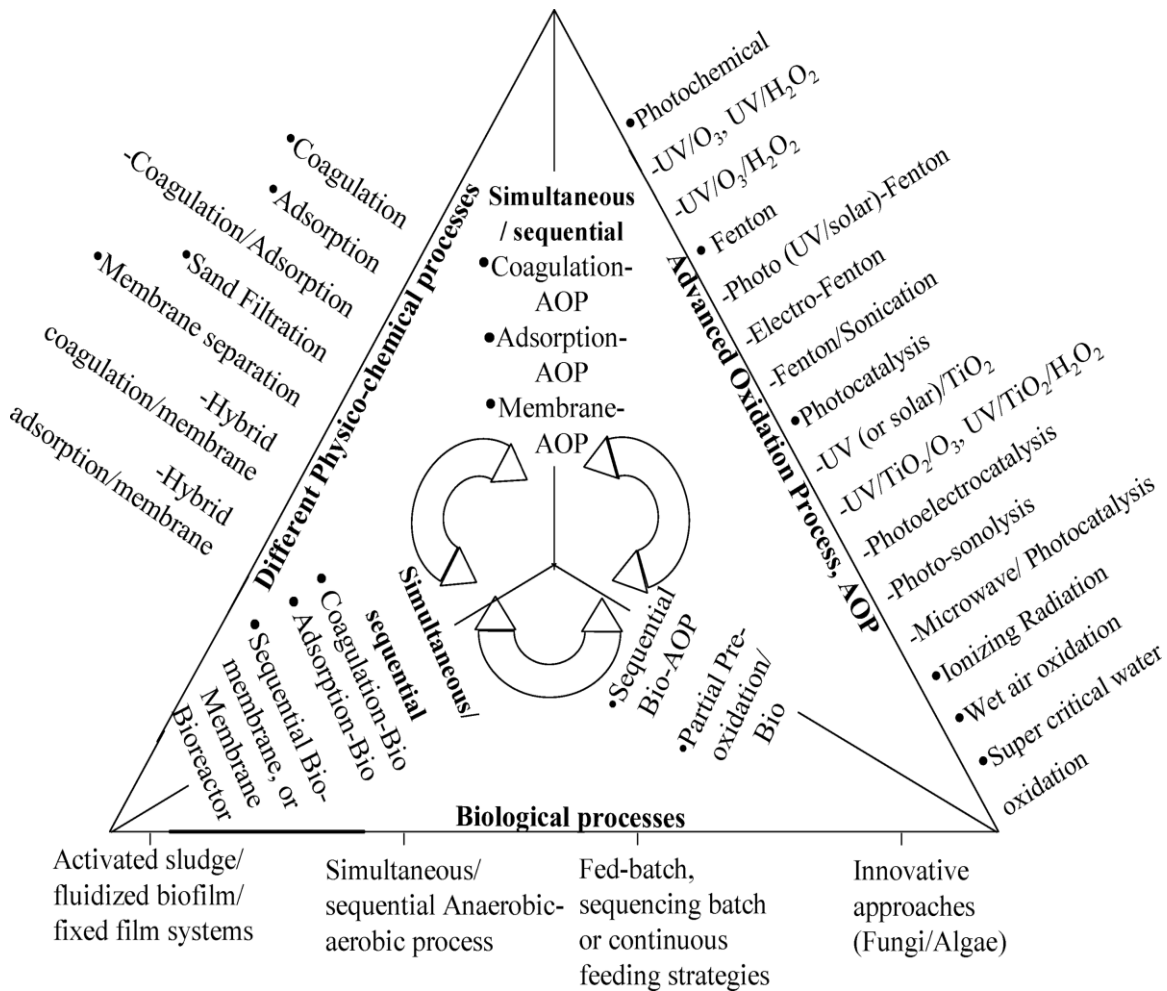 •Coagulation
•Adsorption
-Coagulation/Adsorption
•Sand Filtration
•Membrane separation
-Hybrid
coagulation/membrane
-Hybrid
adsorption/membrane
Different Physico-chemical processes
Simultaneous
/ sequential
•Coagulation-
AOP
•Adsorption-
AOP
•Membrane-
AOP
Advanced Oxidation Process, AOP
•Photochemical
-UV/O₃, UV/H₂O₂
-UV/O₃/H₂O₂
• Fenton
-Photo (UV/solar)-Fenton
-Electro-Fenton
-Fenton/Sonication
•Photocatalysis
-UV (or solar)/TiO₂
-UV/TiO₂/O₃, UV/TiO₂/H₂O₂
-Photoelectrocatalysis
-Photo-sonolysis
-Microwave/ Photocatalysis
•Ionizing Radiation
•Wet air oxidation
•Super critical water
oxidation
Simultaneous/
sequential
•Coagulation-Bio
•Adsorption-Bio
•Sequential Bio-
membrane, or
Membrane
Bioreactor
•Sequential
Bio-AOP
•Partial Pre-
oxidation/
Bio
Biological processes
Activated sludge/
fluidized biofilm/
fixed film systems
Simultaneous/
sequential Anaerobic-
aerobic process
Fed-batch,
sequencing batch
or continuous
feeding strategies
Innovative
approaches
(Fungi/Algae)